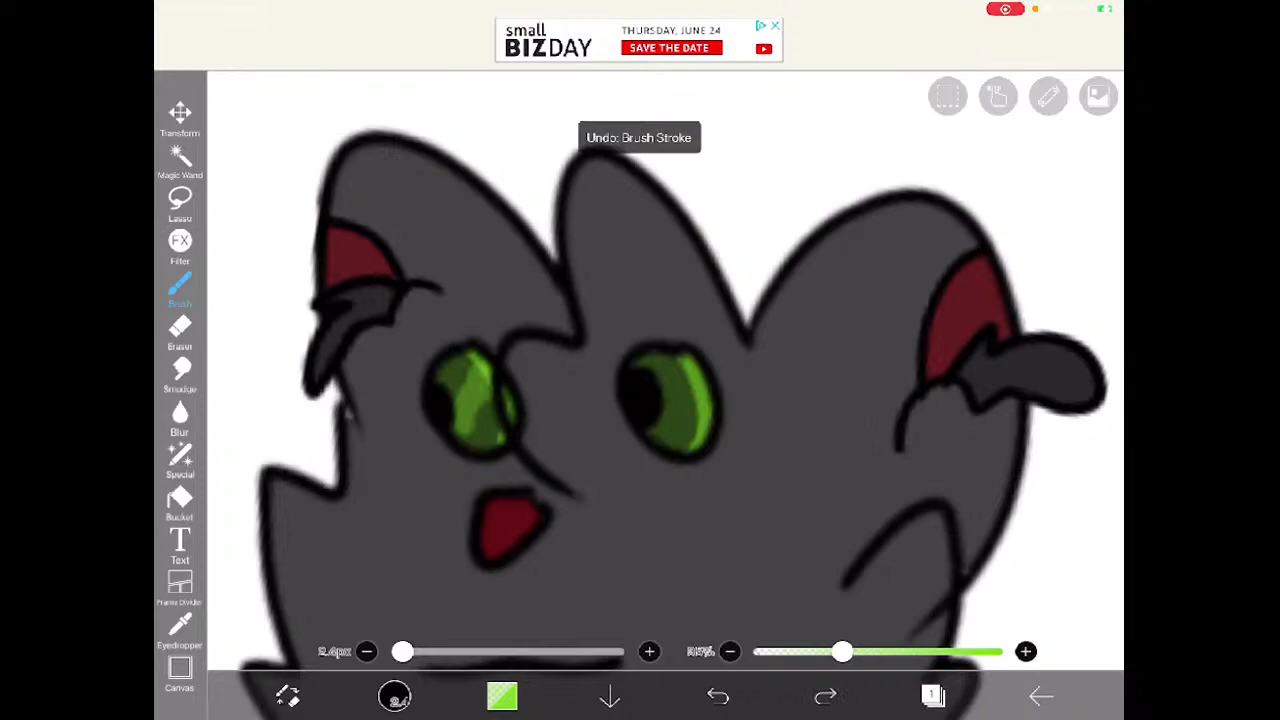 small
BIZDAY
THURSDAY, JUNE 24
SAVE THE DATE
Undo: Brush Stroke
Transform
Magic Wand
Lasso
FX
Filter
Brush
Eraser
Smudge
Blur
Special
Bucket
T
Text
Frame Divider
Eyedropper
Canvas
1